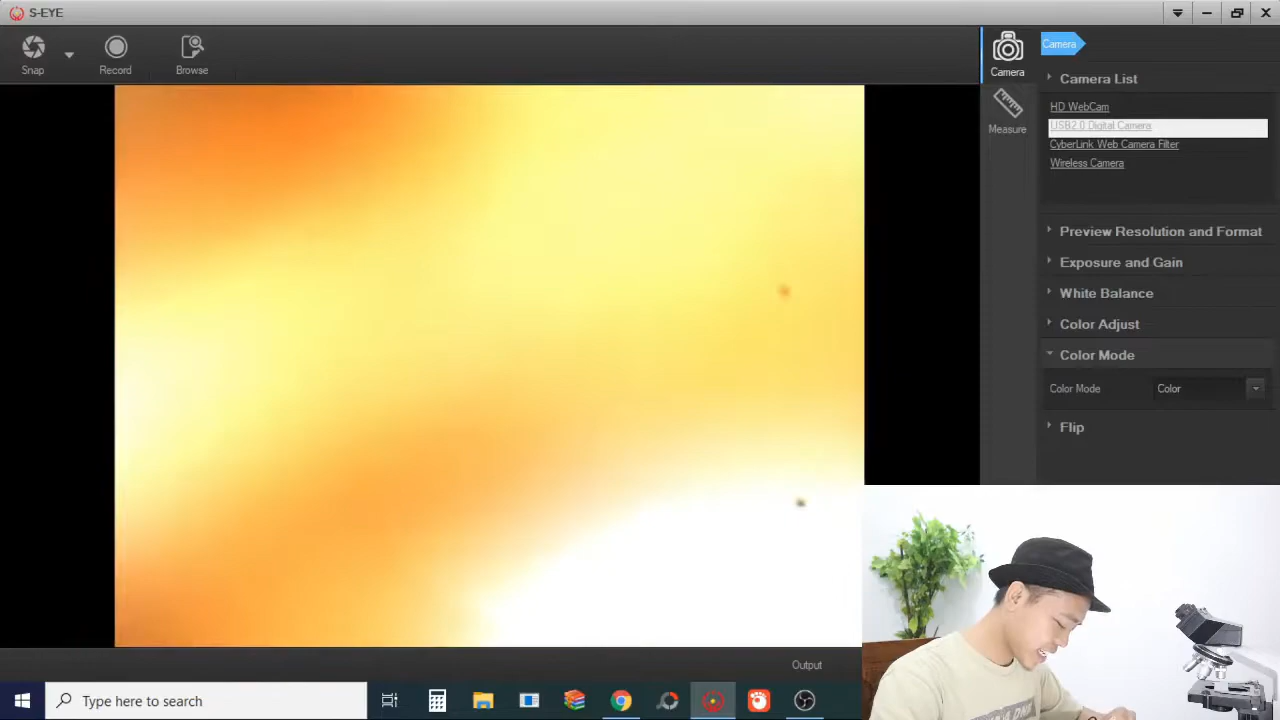 S-EYE
Snap
Record
Browse
Camera
Measure
Camera
Camera List
HD WebCam
USB2.0 Digital Camera
CyberLink Web Camera Filter
Wireless Camera
Preview Resolution and Format
Exposure and Gain
White Balance
Color Adjust
Color Mode
Color Mode
Color
Flip
Output
Type here to search